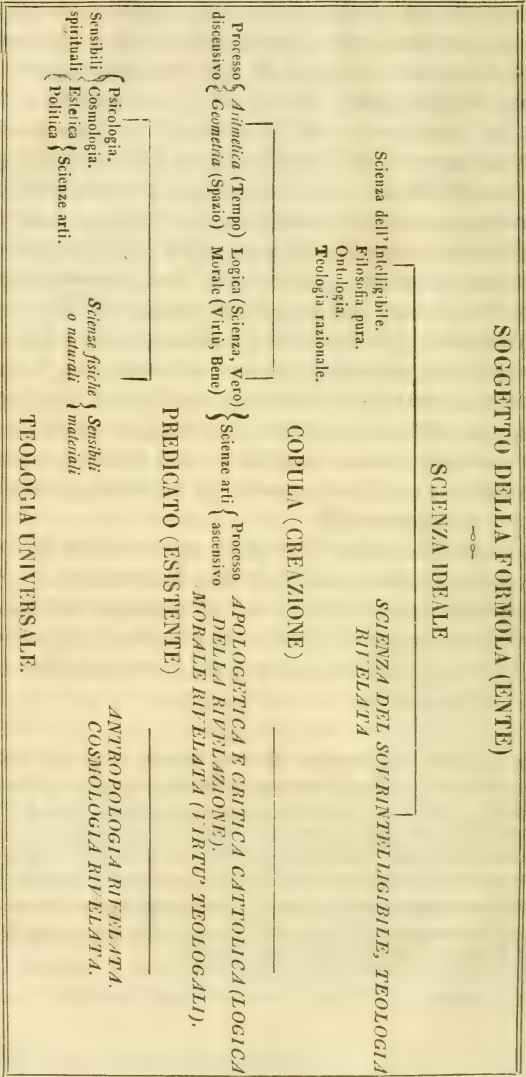 SOGGETTO DELLA FORMOLA (ENTE)
SCIENZA IDEALE
Scienza dell'Intelligibile.
Filosofia pura.
Ontologia.
Teologia razionale.
SCIENZA DEL SOVRINTELLIGIBILE, TEOLOGIA
RIVELATA
COPULA (CREAZIONE)
Processo { Aritmetica (Tempo) Logica (Scienza, Vero) } Scienze arti { Processo
discensivo { Geometria (Spazio) Morale (Virtù, Bene) ascensivo
APOLOGETICA E CRITICA CATTOLICA (LOGICA
DELLA RIVELAZIONE).
MORALE RIVELATA (VIRTU' TEOLOGALI).
PREDICATO (ESISTENTE)
Sensibili { Psicologia.
spirituali { Cosmologia.
Estetica } Scienze arti.
Politica
Scienze fisiche { Sensibili
o naturali { materiali
ANTROPOLOGIA RIVELATA.
COSMOLOGIA RIVELATA.
TEOLOGIA UNIVERSALE.